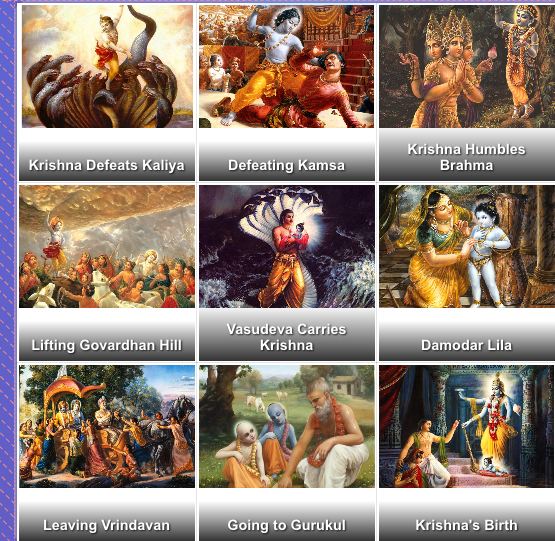 Krishna Defeats Kaliya
Defeating Kamsa
Krishna Humbles
Brahma
Lifting Govardhan Hill
Vasudeva Carries
Krishna
Damodar Lila
Leaving Vrindavan
Going to Gurukul
Krishna's Birth